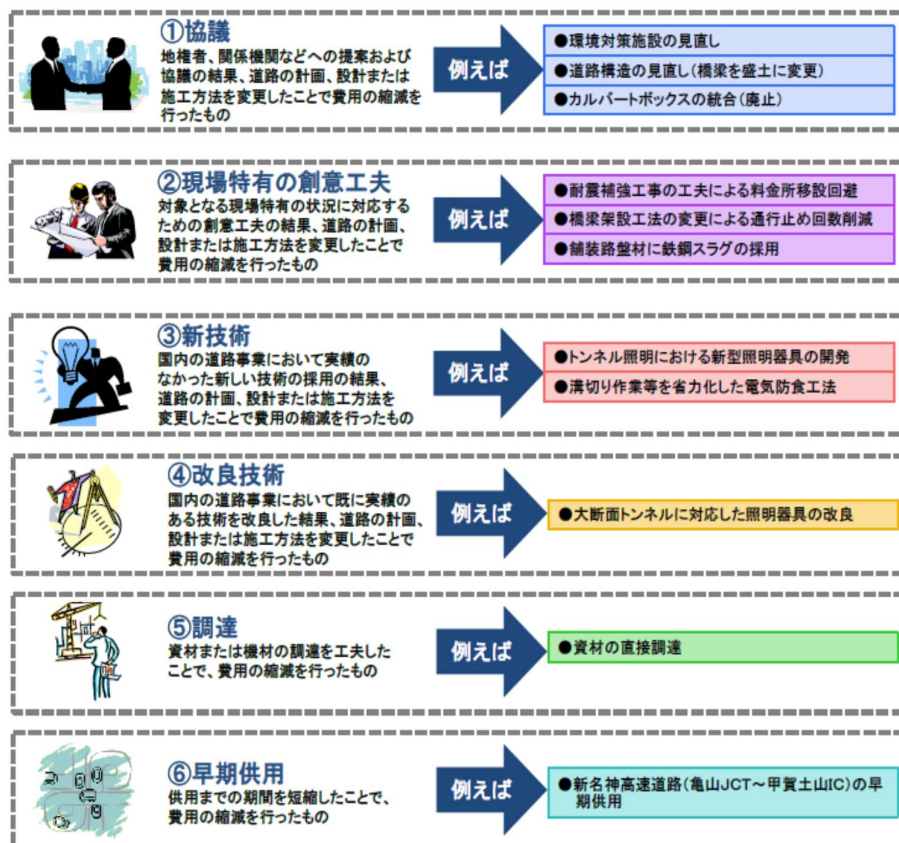 ①協議
地権者、関係機関などへの提案および
協議の結果、道路の計画、設計または
施工方法を変更したことで費用の縮減を
行ったもの
例えば
●環境対策施設の見直し
●道路構造の見直し(橋梁を盛土に変更)
●カルバートボックスの統合(廃止)
②現場特有の創意工夫
対象となる現場特有の状況に対応する
ための創意工夫の結果、道路の計画、
設計または施工方法を変更したことで
費用の縮減を行ったもの
例えば
●耐震補強工事の工夫による料金所移設回避
●橋梁架設工法の変更による通行止め回数削減
●舗装路盤材に鉄鋼スラグの採用
③新技術
国内の道路事業において実績の
なかった新しい技術の採用の結果、
道路の計画、設計または施工方法を
変更したことで費用の縮減を行ったもの
例えば
●トンネル照明における新型照明器具の開発
●溝切り作業等を省力化した電気防食工法
④改良技術
国内の道路事業において既に実績の
ある技術を改良した結果、道路の計画、
設計または施工方法を変更したことで
費用の縮減を行ったもの
例えば
●大断面トンネルに対応した照明器具の改良
⑤調達
資材または機材の調達を工夫した
ことで、費用の縮減を行ったもの
例えば
●資材の直接調達
⑥早期供用
供用までの期間を短縮したことで、
費用の縮減を行ったもの
例えば
●新名神高速道路(亀山JCT～甲賀土山IC)の早
期供用